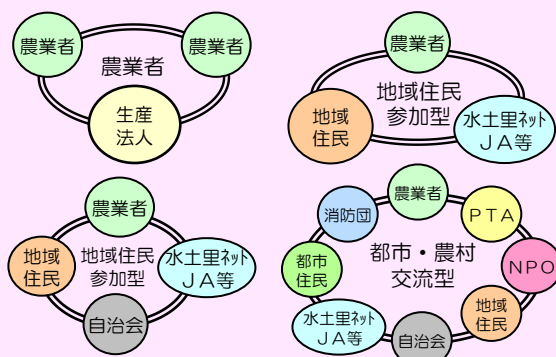 農業者
農業者
農業者
生産
法人
農業者
地域住民
参加型
地域
住民
水土里ネット
ＪＡ等
農業者
地域
住民
地域住民
参加型
水土里ネット
ＪＡ等
自治会
農業者
消防団
ＰＴＡ
都市
住民
都市・農村
交流型
ＮＰＯ
水土里ネット
ＪＡ等
地域
住民
自治会